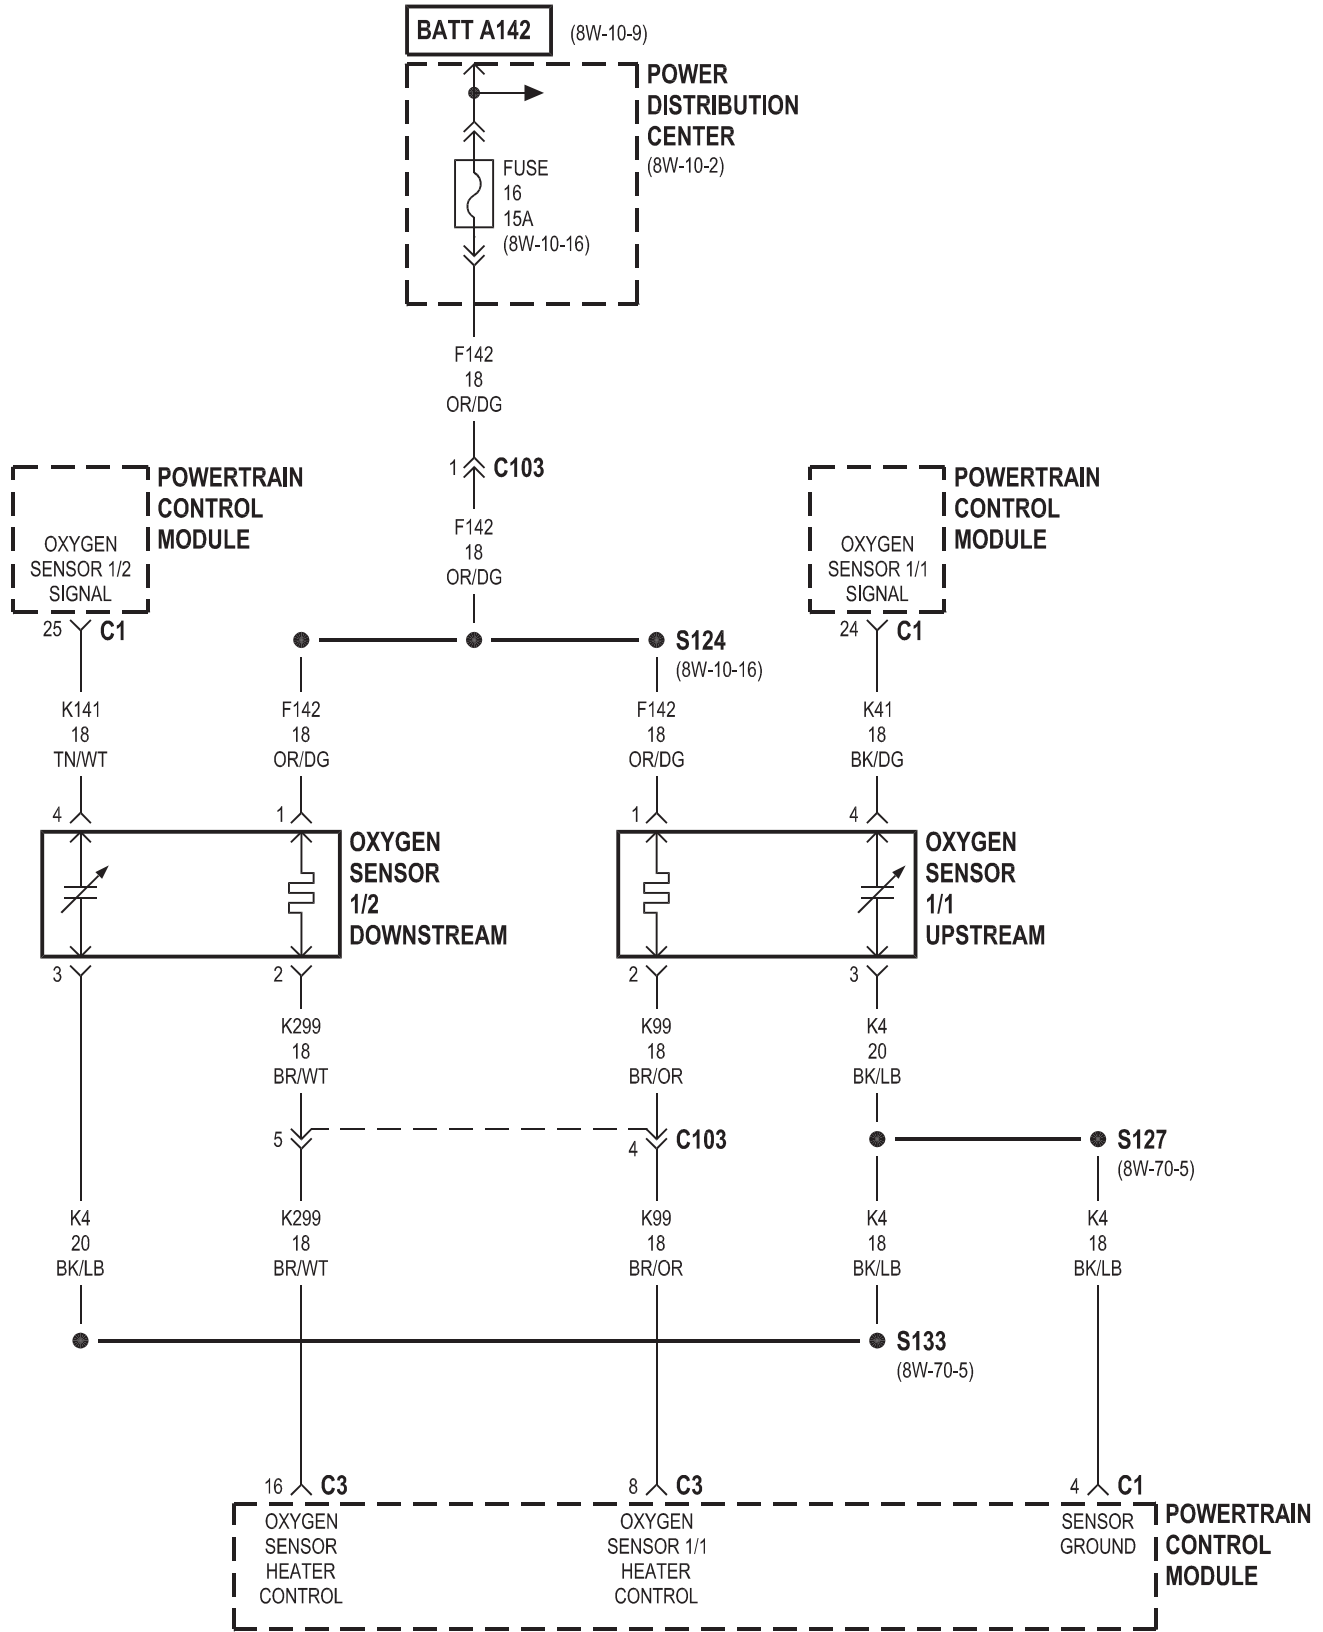 BATT A142 (8W-10-9)
POWER
DISTRIBUTION
CENTER
(8W-10-2)
FUSE
16
15A
(8W-10-16)
F142
18
OR/DG
1 C103
F142
18
OR/DG
POWERTRAIN
CONTROL
MODULE
OXYGEN
SENSOR 1/2
SIGNAL
25 C1
POWERTRAIN
CONTROL
MODULE
OXYGEN
SENSOR 1/1
SIGNAL
24 C1
S124
(8W-10-16)
K141
18
TN/WT
F142
18
OR/DG
F142
18
OR/DG
K41
18
BK/DG
4 1 1 4
OXYGEN
SENSOR
1/2
DOWNSTREAM
OXYGEN
SENSOR
1/1
UPSTREAM
3 2 2 3
K299
18
BR/WT
K99
18
BR/OR
K4
20
BK/LB
5 4 C103
S127
(8W-70-5)
K4
20
BK/LB
K299
18
BR/WT
K99
18
BR/OR
K4
18
BK/LB
K4
18
BK/LB
S133
(8W-70-5)
16 C3
8 C3
4 C1
OXYGEN
SENSOR
HEATER
CONTROL
OXYGEN
SENSOR 1/1
HEATER
CONTROL
SENSOR
GROUND
POWERTRAIN
CONTROL
MODULE